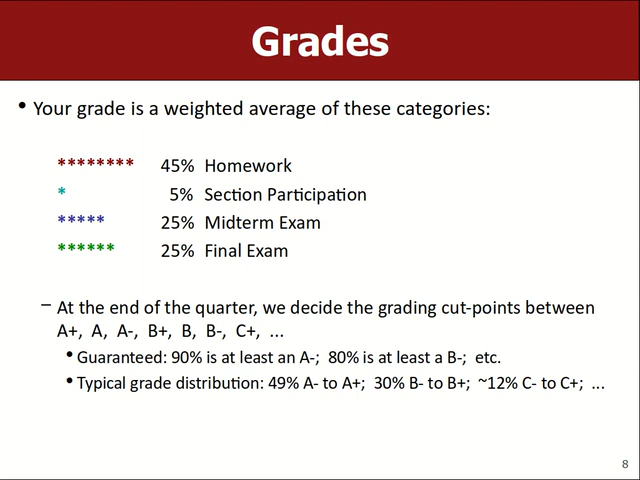 Grades
• Your grade is a weighted average of these categories:
******** 45% Homework
* 5% Section Participation
***** 25% Midterm Exam
****** 25% Final Exam
– At the end of the quarter, we decide the grading cut-points between
A+, A, A-, B+, B, B-, C+, ...
• Guaranteed: 90% is at least an A-; 80% is at least a B-; etc.
• Typical grade distribution: 49% A- to A+; 30% B- to B+; ~12% C- to C+; ...
8